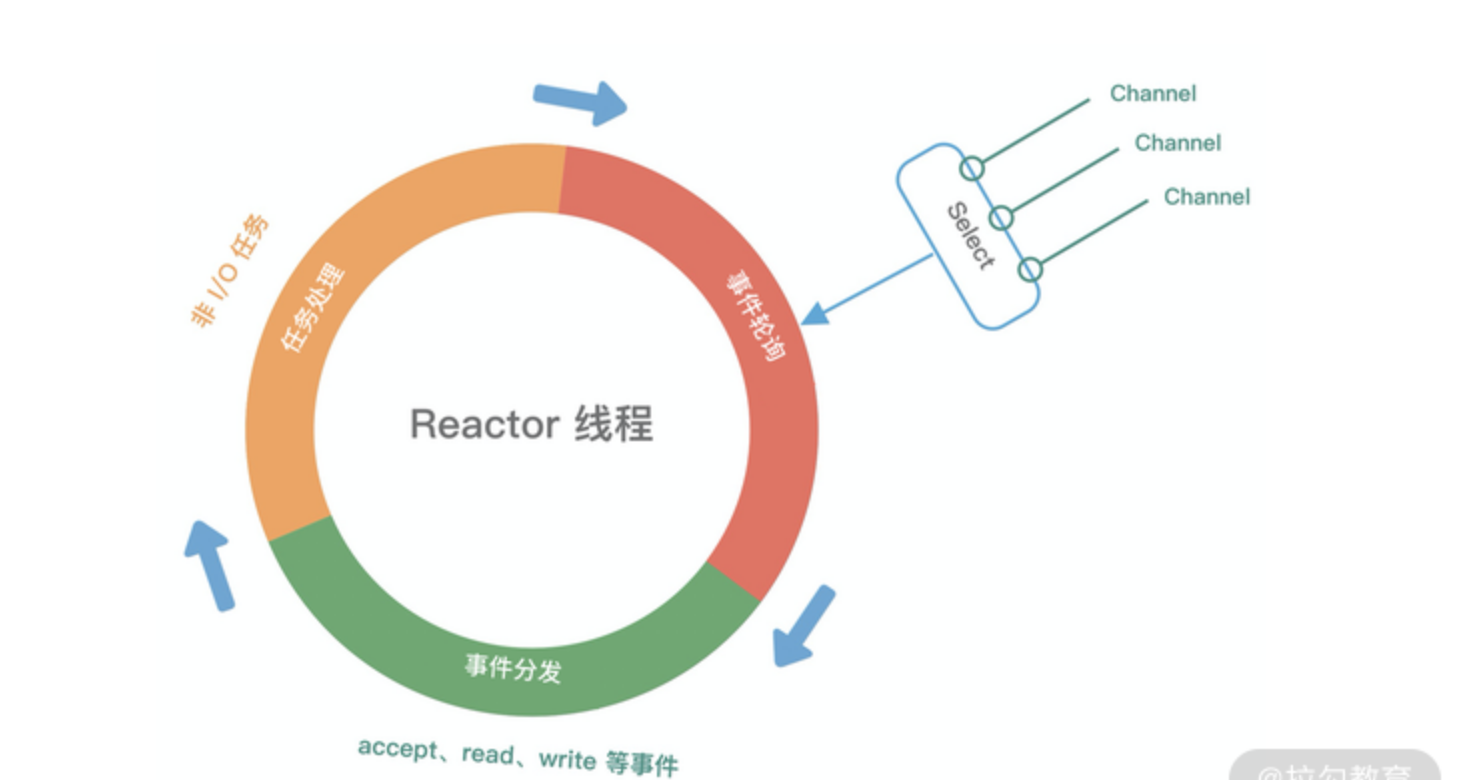 Channel
Channel
Channel
Select
事件轮询
任务处理
非 I/O 任务
Reactor 线程
事件分发
accept、read、write 等事件
@拉勾教育